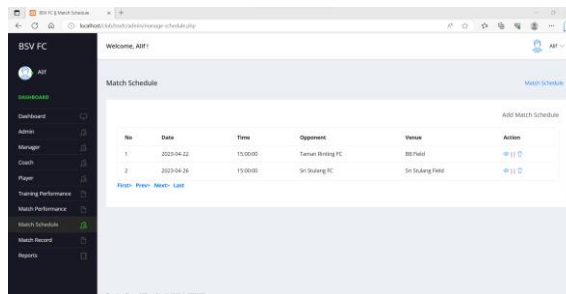 BSV FC || Match Schedule
localhost/club/bsvfc/admin/manage-schedule.php
BSV FC
Welcome, Alif!
Alif
Alif
Match Schedule
Match Schedule
DASHBOARD
Dashboard
Add Match Schedule
Admin
No Date Time Opponent Venue Action
Manager
1 2023-04-22 15:00:00 Taman Rinting FC BB Field ||
Coach
2 2023-04-26 15:00:00 Sri Stulang FC Sri Stulang Field ||
Player
First> Prev> Next> Last
Training Performance
Match Performance
Match Schedule
Match Record
Reports